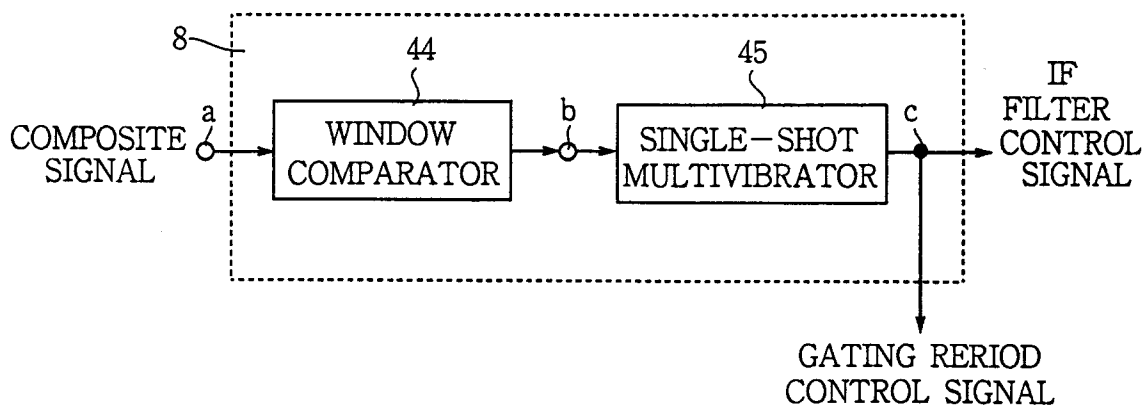 8
44
45
a
b
c
COMPOSITE
SIGNAL
WINDOW
COMPARATOR
SINGLE-SHOT
MULTIVIBRATOR
IF
FILTER
CONTROL
SIGNAL
GATING RERIOD
CONTROL SIGNAL